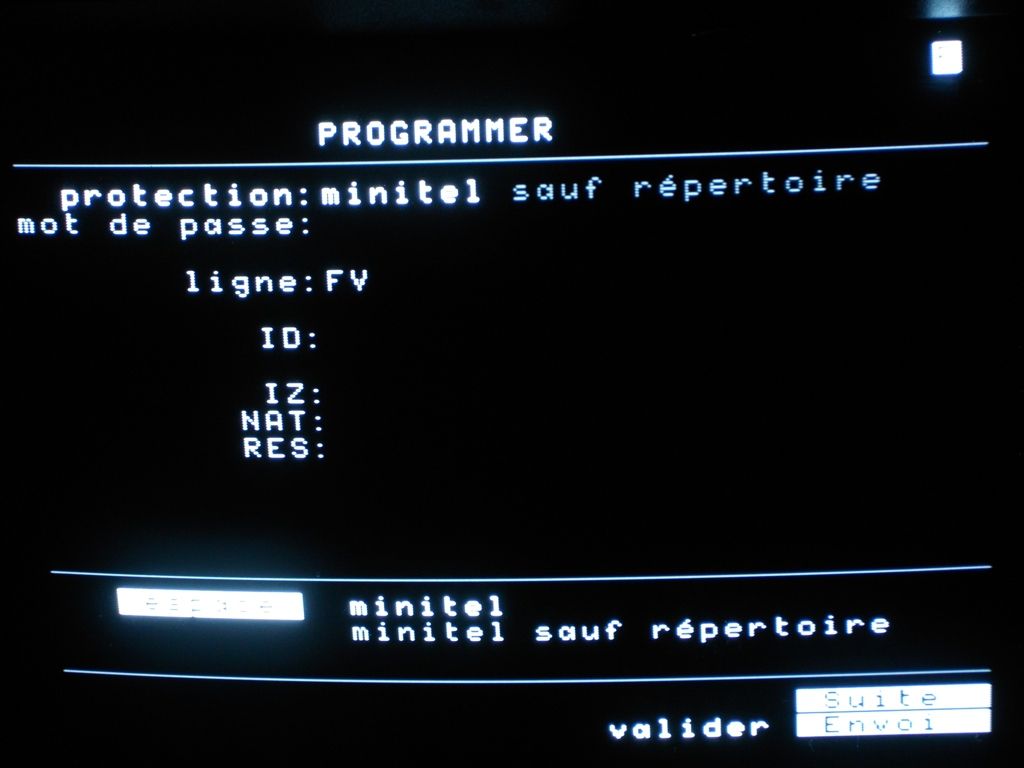 F
PROGRAMMER
protection:minitel sauf répertoire
mot de passe:
ligne:FV
ID:
IZ:
NAT:
RES:
espace minitel
minitel sauf répertoire
Suite
valider Envoi